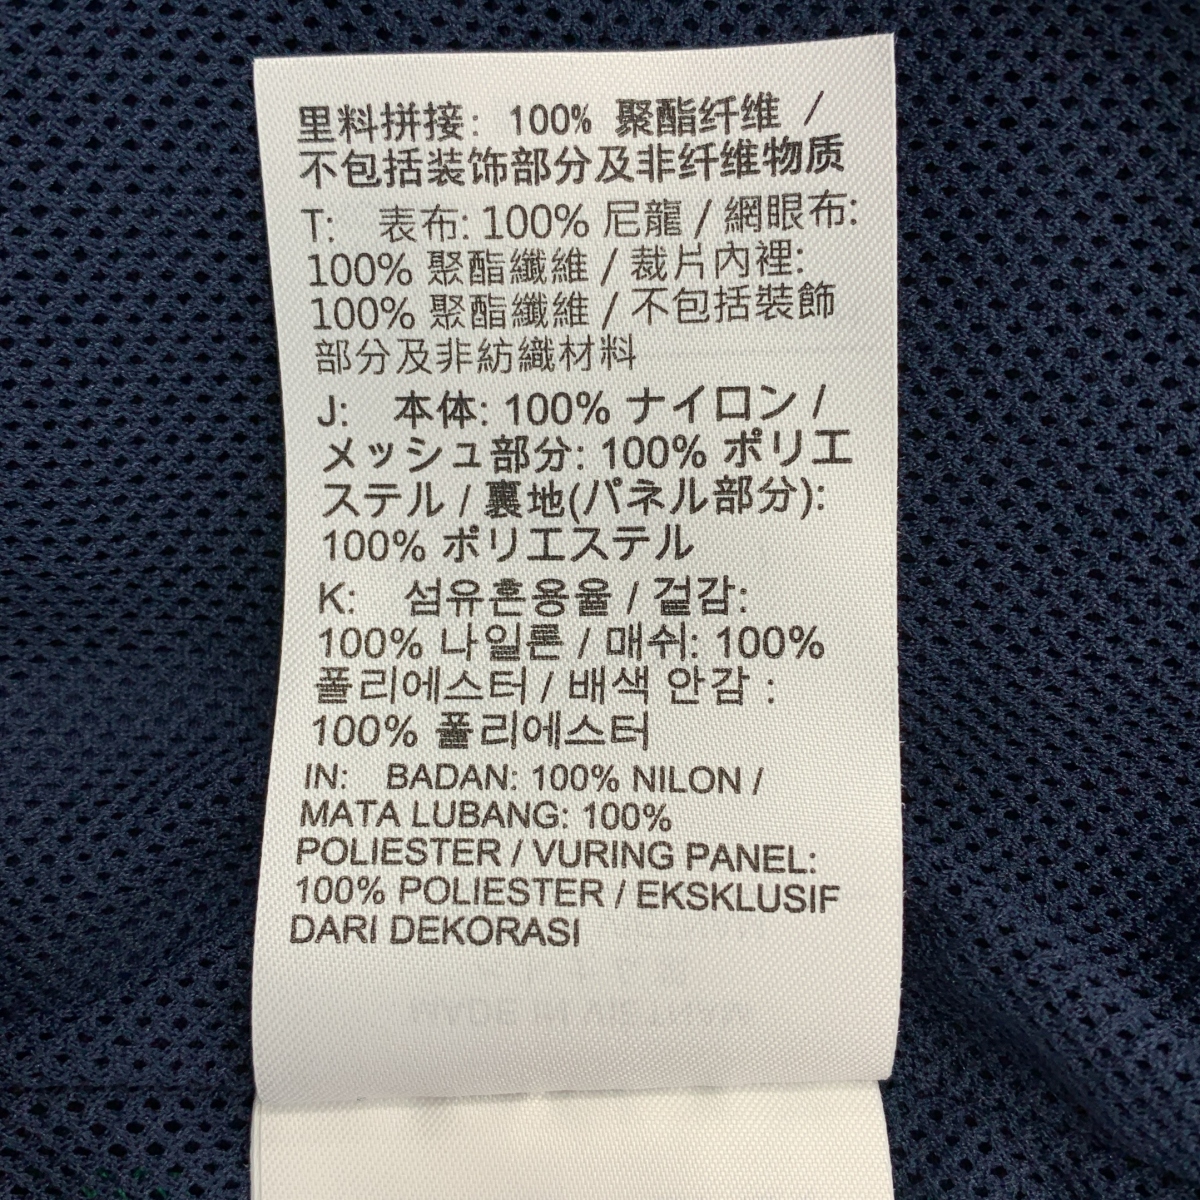 里料拼接: 100% 聚酯纤维 /
不包括装饰部分及非纤维物质
T: 表布: 100% 尼龍 / 網眼布:
100% 聚酯纖維 / 裁片內裡:
100% 聚酯纖維 / 不包括裝飾
部分及非紡織材料
J: 本体: 100% ナイロン /
メッシュ部分: 100% ポリエ
ステル / 裏地(パネル部分):
100% ポリエステル
K: 섬유혼용율 / 겉감:
100% 나일론 / 매쉬: 100%
폴리에스터 / 배색 안감 :
100% 폴리에스터
IN: BADAN: 100% NILON /
MATA LUBANG: 100%
POLIESTER / VURING PANEL:
100% POLIESTER / EKSKLUSIF
DARI DEKORASI